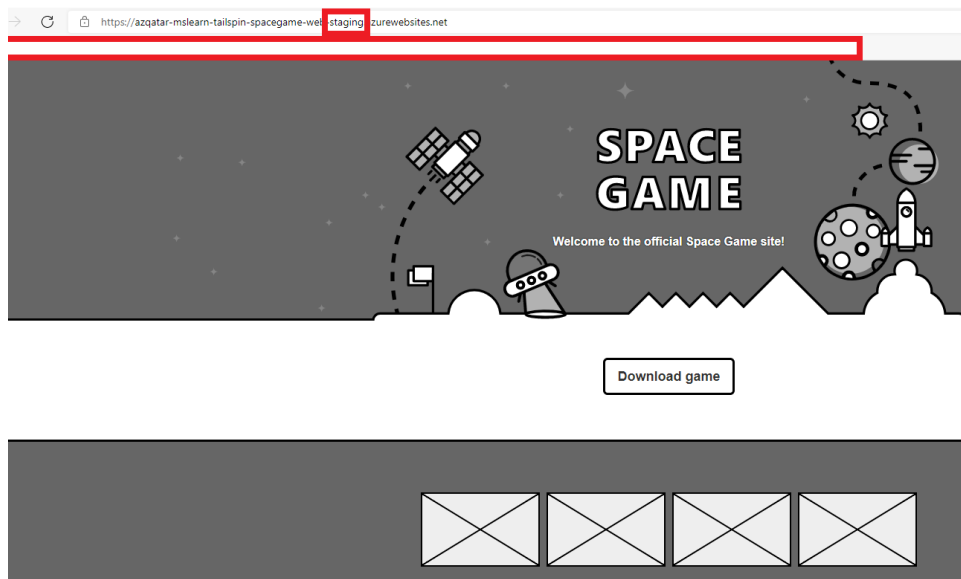 https://azqatar-mslearn-tailspin-spacegame-web-staging.azurewebsites.net
SPACE
GAME
Welcome to the official Space Game site!
Download game